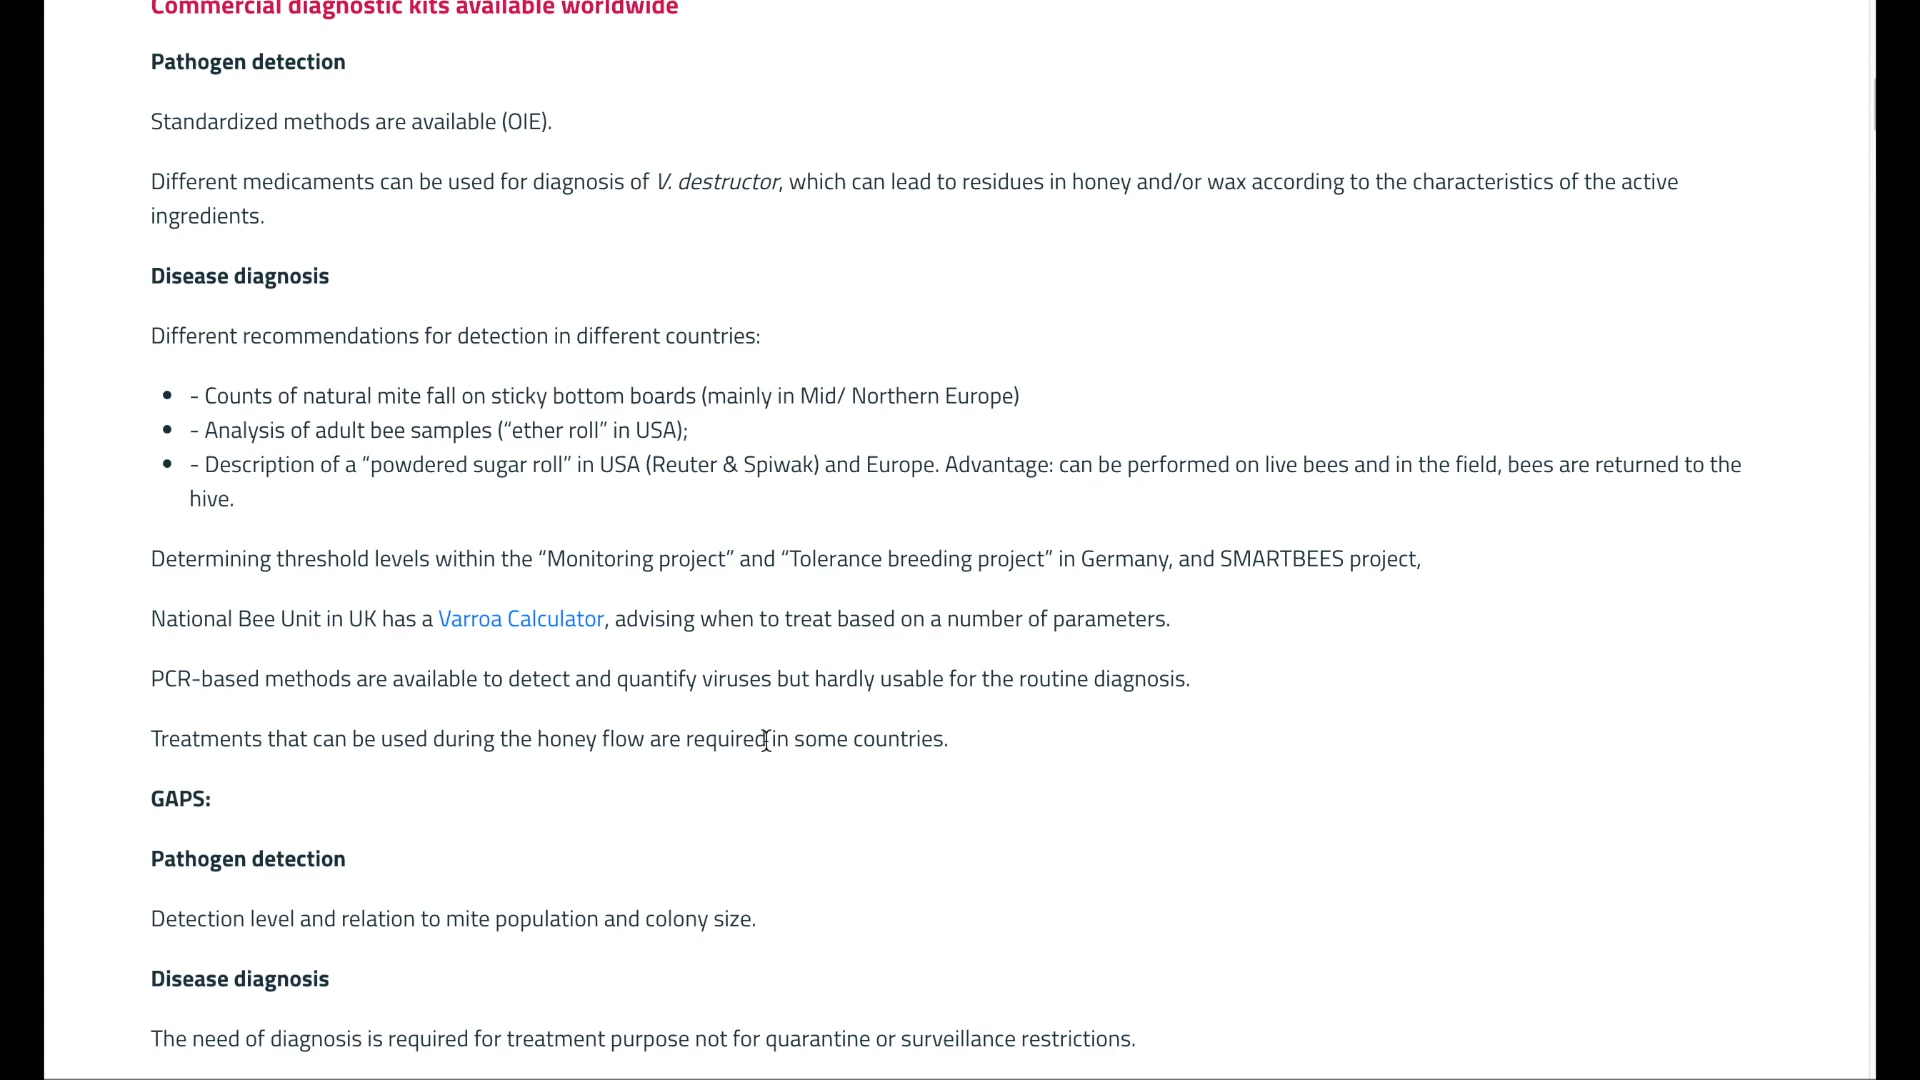 Commercial diagnostic kits available worldwide
Pathogen detection
Standardized methods are available (OIE).
Different medicaments can be used for diagnosis of V. destructor, which can lead to residues in honey and/or wax according to the characteristics of the active
ingredients.
Disease diagnosis
Different recommendations for detection in different countries:
- Counts of natural mite fall on sticky bottom boards (mainly in Mid/ Northern Europe)
- Analysis of adult bee samples (“ether roll” in USA);
- Description of a “powdered sugar roll” in USA (Reuter & Spiwak) and Europe. Advantage: can be performed on live bees and in the field, bees are returned to the
hive.
Determining threshold levels within the “Monitoring project” and “Tolerance breeding project” in Germany, and SMARTBEES project,
National Bee Unit in UK has a Varroa Calculator, advising when to treat based on a number of parameters.
PCR-based methods are available to detect and quantify viruses but hardly usable for the routine diagnosis.
Treatments that can be used during the honey flow are required in some countries.
GAPS:
Pathogen detection
Detection level and relation to mite population and colony size.
Disease diagnosis
The need of diagnosis is required for treatment purpose not for quarantine or surveillance restrictions.